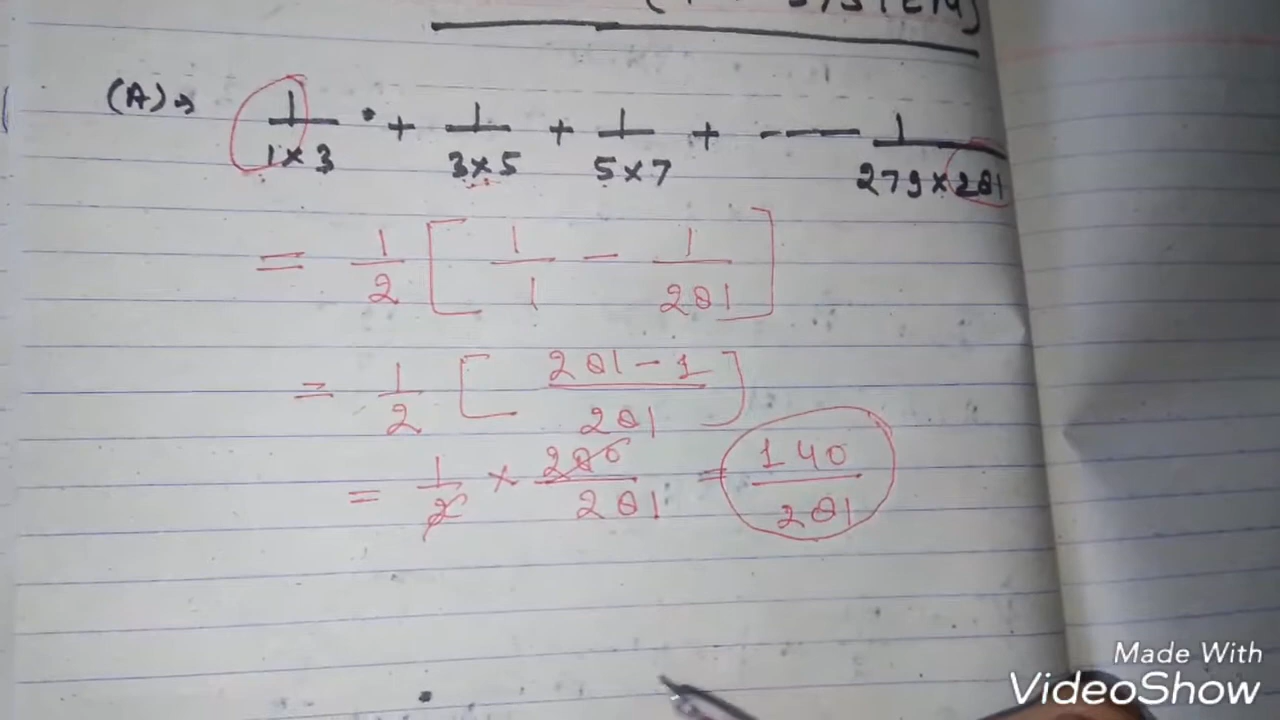 (A)→ 1/1×3 + 1/3×5 + 1/5×7 + ---- 1/279×281
= 1/2 [ 1/1 - 1/281 ]
= 1/2 [ 281-1/281 ]
= 1/2 × 280/281 = 140/281
Made With
VideoShow